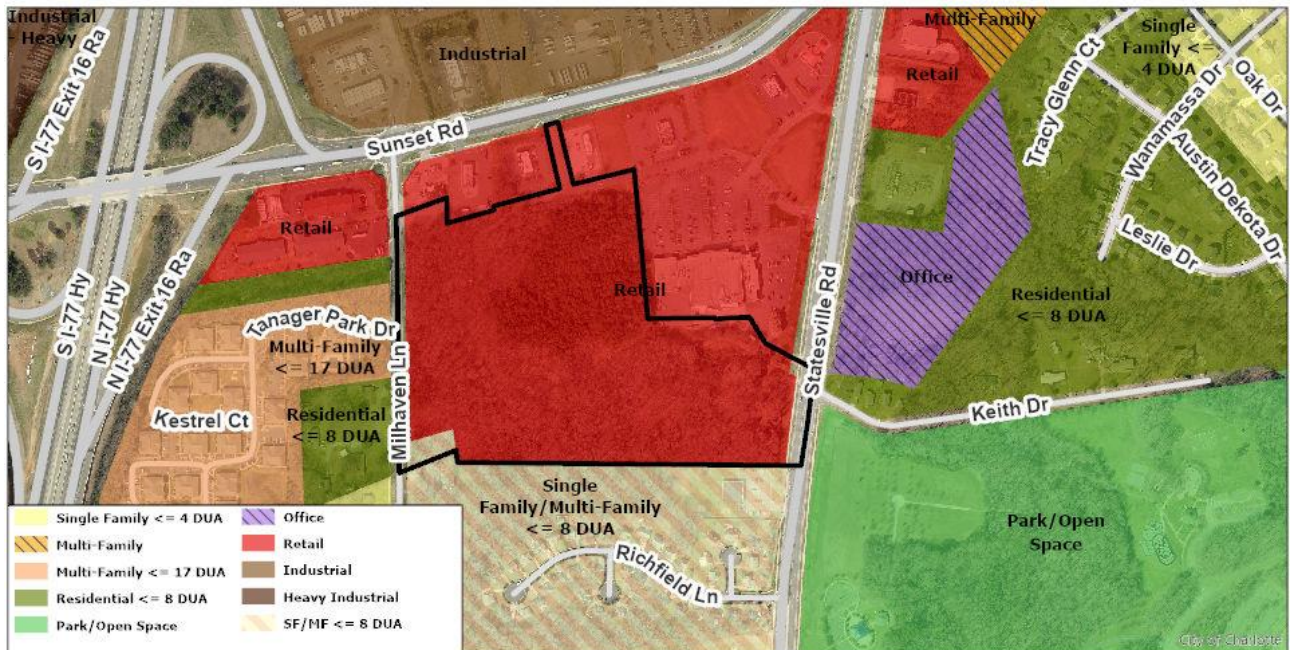 Industrial
- Heavy
S I-77 Exit 16 Ra
Industrial
Multi-Family
Single
Family <=
4 DUA
Oak Dr
Tracy Glenn Ct
Wanamassa Dr
Retail
Sunset Rd
Austin Dekota Dr
Retail
Leslie Dr
S I-77 Hy
N I-77 Hy
N I-77 Exit 16 Ra
Office
Retail
Residential
<= 8 DUA
Tanager Park Dr
Multi-Family
<= 17 DUA
Milhaven Ln
Statesville Rd
Kestrel Ct
Residential
<= 8 DUA
Keith Dr
Single
Family/Multi-Family
<= 8 DUA
Park/Open
Space
Richfield Ln
Single Family <= 4 DUA
Multi-Family
Multi-Family <= 17 DUA
Residential <= 8 DUA
Park/Open Space
Office
Retail
Industrial
Heavy Industrial
SF/MF <= 8 DUA
City of Charlotte